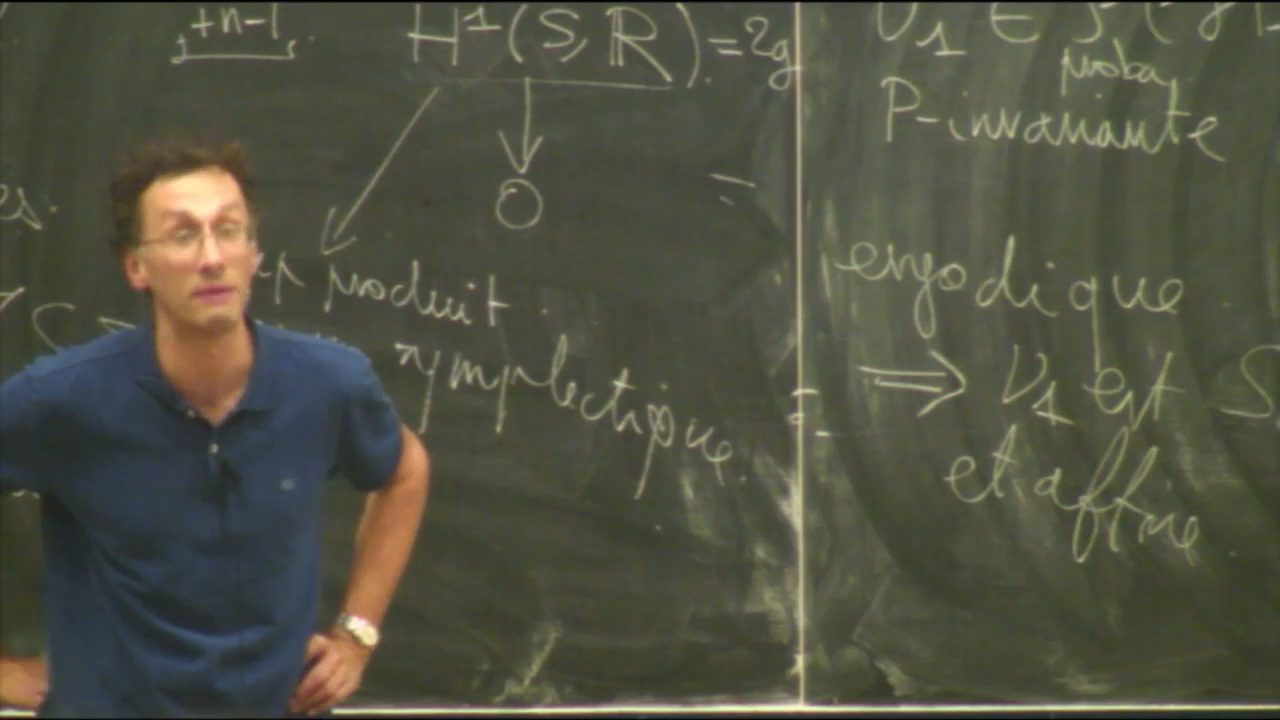 +n-1
H¹(S, ℝ) = 2g
O
produit
symplectique
proba
P-invariante
ergodique
⟹ ν₁ est S
et affine